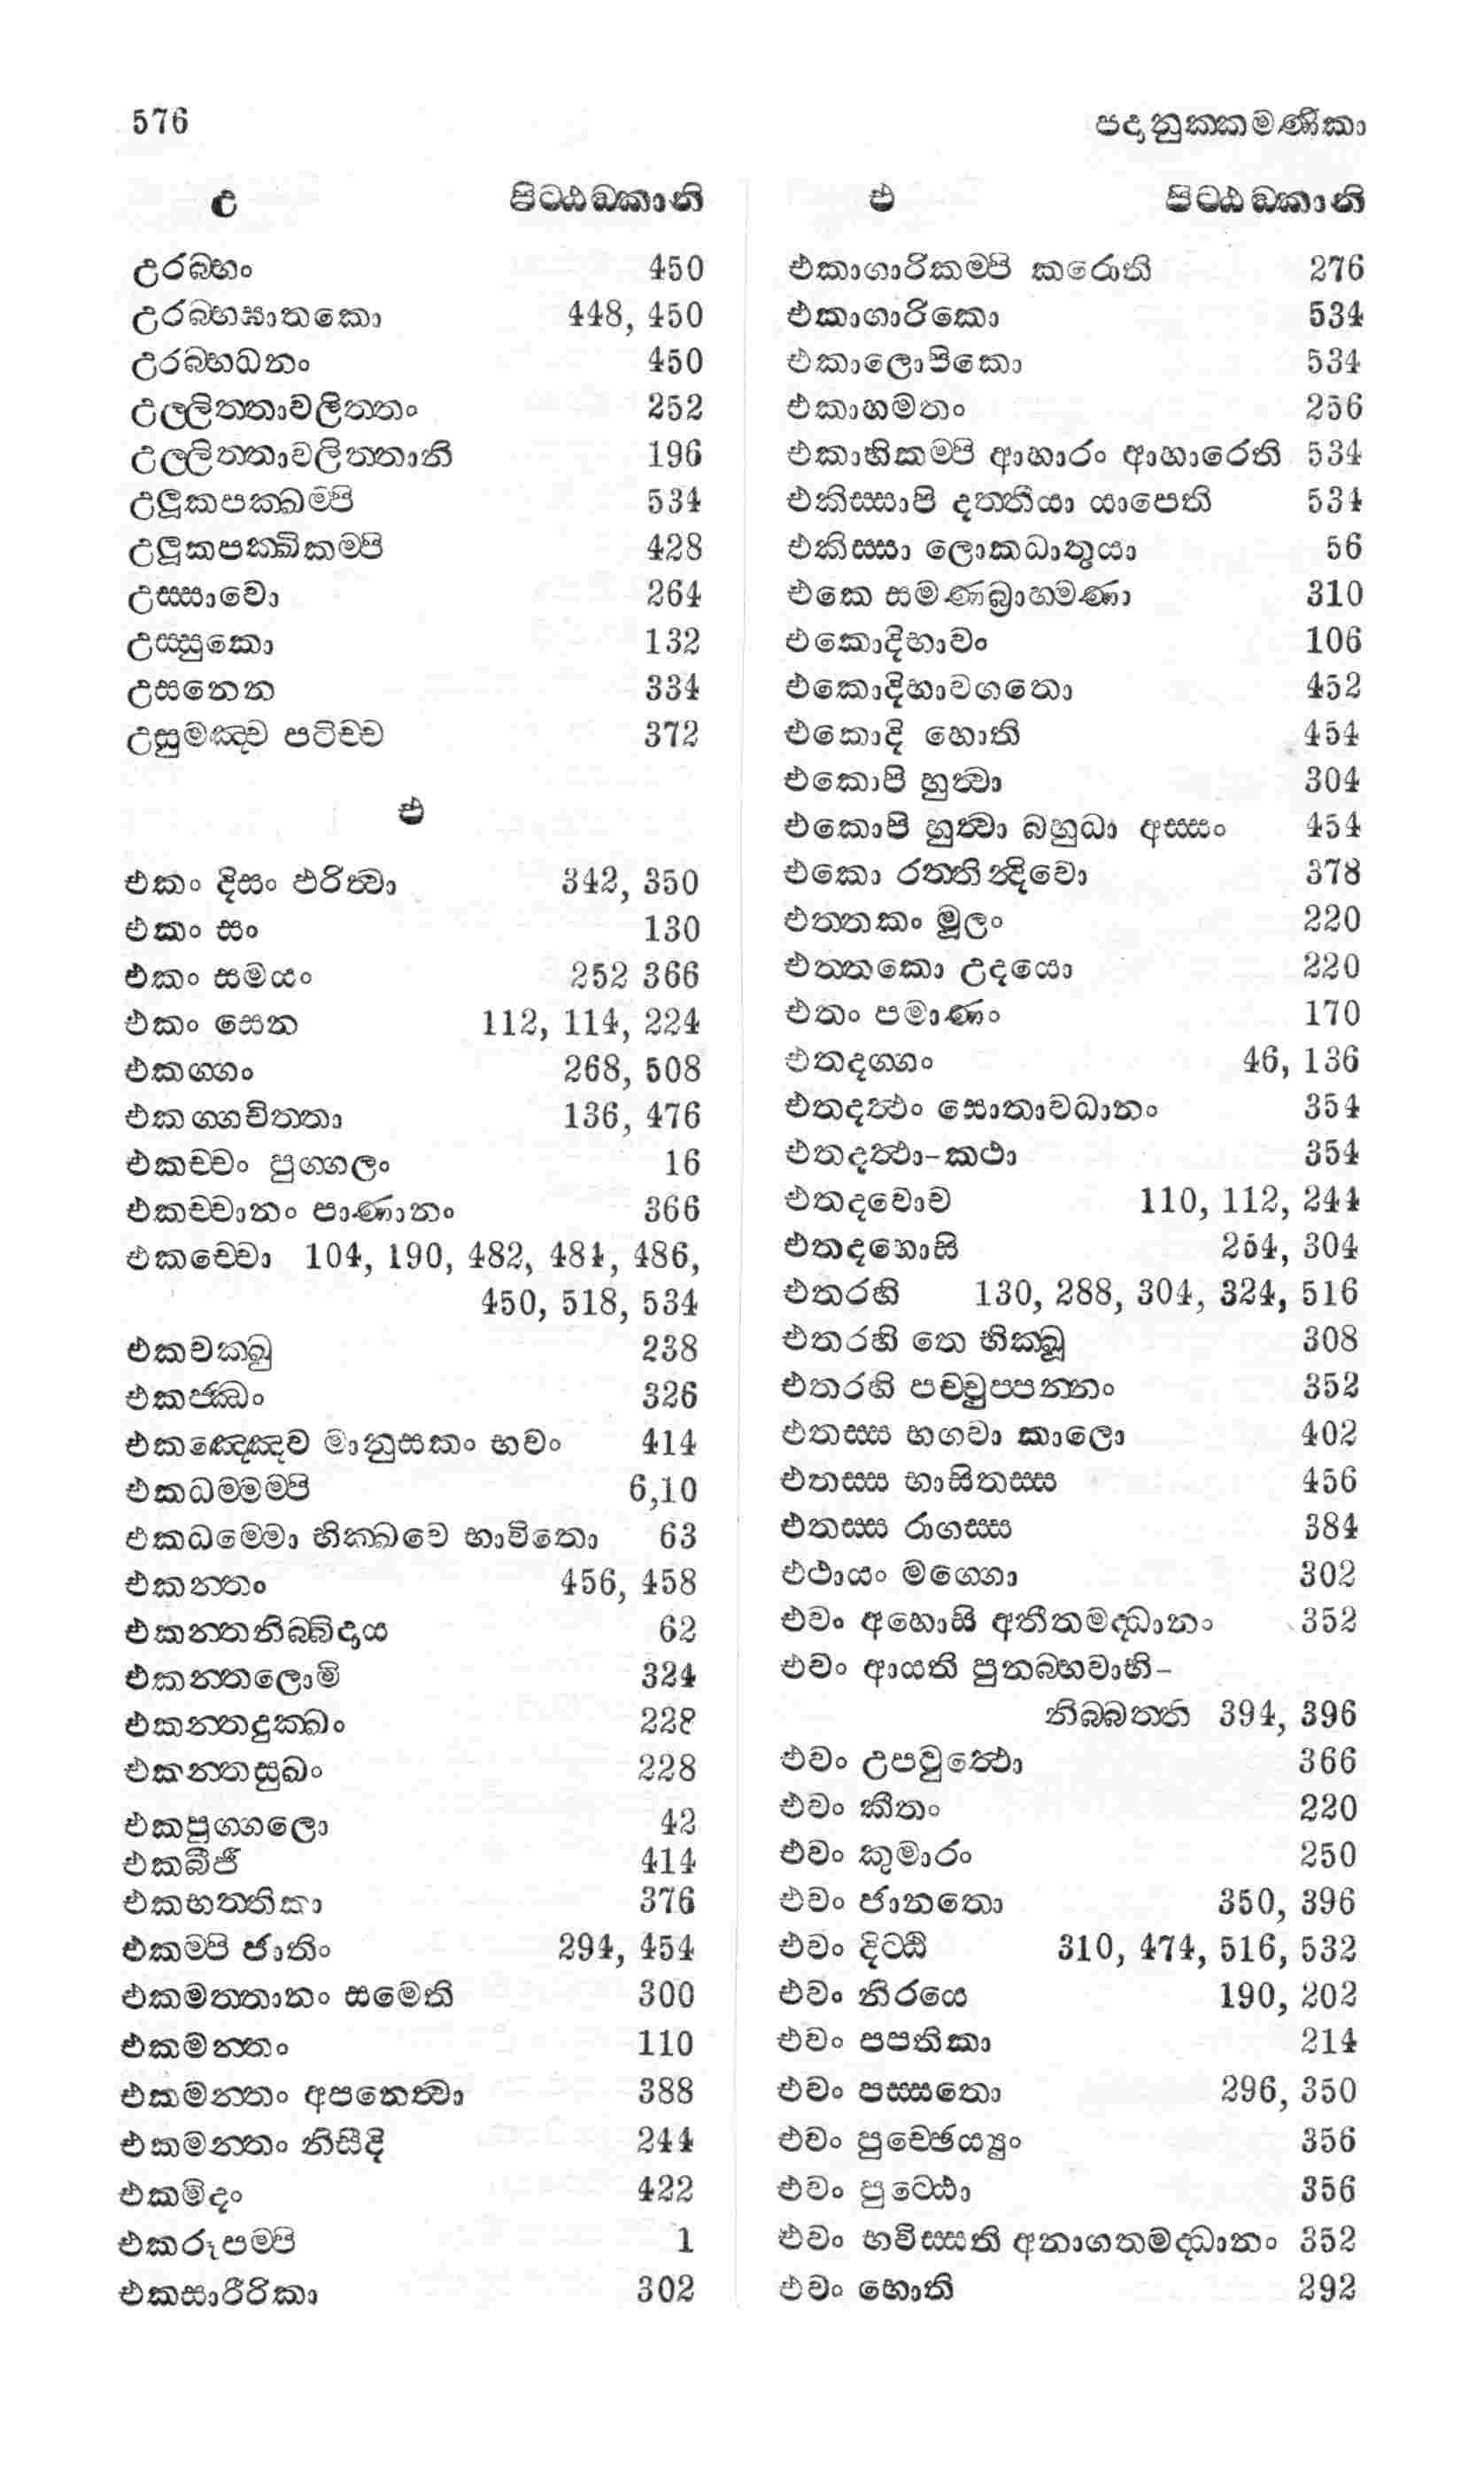 576
පදානුක්කමණිකා
උ පිට්ඨඞ්කානි
උරබ්භං 450
උරබ්භඝාතකො 448, 450
උරබ්භධනං 450
උල්ලිත්තාවලිත්තං 252
උල්ලිත්තාවලිත්තානි 196
උලූකපක්ඛම්පි 534
උලූකපක්ඛිකම්පි 428
උස්සාවො 264
උස්සුකො 132
උසනෙන 334
උසුමඤ්ච පටිච්ච 372
එ
එකං දිසං ඵරිත්වා 342, 350
එකං සං 130
එකං සමයං 252 366
එකං සෙන 112, 114, 224
එකග්ගං 268, 508
එකග්ගචිත්තා 136, 476
එකච්චං පුග්ගලං 16
එකච්චානං පාණානං 366
එකච්චො 104, 190, 482, 484, 486,
450, 518, 534
එකචක්ඛු 238
එකජ්ඣං 326
එකඤ්ඤෙව මානුසකං භවං 414
එකධම්මම්පි 6,10
එකධම්මො භික්ඛවෙ භාවිතො 63
එකන්තං 456, 458
එකන්තනිබ්බිදාය 62
එකන්තලොමි 324
එකන්තදුක්ඛං 228
එකන්තසුඛං 228
එකපුග්ගලො 42
එකබීජී 414
එකභත්තිකා 376
එකම්පි ජාතිං 294, 454
එකමත්තානං සමෙති 300
එකමන්තං 110
එකමන්තං අපනෙත්වා 388
එකමන්තං නිසීදි 244
එකමිදං 422
එකරූපම්පි 1
එකසාරීරිකා 302
එ පිට්ඨඞ්කානි
එකාගාරිකම්පි කරොති 276
එකාගාරිකො 534
එකාලොපිකො 534
එකාහමතං 256
එකාහිකම්පි ආහාරං ආහාරෙති 534
එකිස්සාපි දත්තියා යාපෙති 534
එකිස්සා ලොකධාතුයා 56
එකෙ සමණබ්‍රාහමණා 310
එකොදිභාවං 106
එකොදිභාවගතො 452
එකොදි හොති 454
එකොපි හුත්වා 304
එකොපි හුත්වා බහුධා අස්සං 454
එකො රත්තින්දිවො 378
එත්තකං මූලං 220
එත්තකො උදයො 220
එතං පමාණං 170
එතදග්ගං 46, 136
එතදත්ථං සොතාවධානං 354
එතදත්ථා-කථා 354
එතදවොච 110, 112, 244
එතදහොසි 264, 304
එතරහි 130, 288, 304, 324, 516
එතරහි තෙ භික්ඛූ 308
එතරහි පච්චුප්පන්නං 352
එතස්ස භගවා කාලො 402
එතස්ස භාසිතස්ස 456
එතස්ස රාගස්ස 384
එථායං මග්ගො 302
එවං අහොසි අතීතමද්ධානං 352
එවං ආයති පුනබ්භවාභි-
නිබ්බත්ති 394, 396
එවං උපවුත්ථො 366
එවං කීතං 220
එවං කුමාරං 250
එවං ජානතො 350, 396
එවං දිට්ඨි 310, 474, 516, 532
එවං නිරයෙ 190, 202
එවං පපතිකා 214
එවං පස්සතො 296, 350
එවං පුච්ඡෙය්‍යුං 356
එවං පුට්ඨො 356
එවං භවිස්සති අනාගතමද්ධානං 352
එවං හොති 292